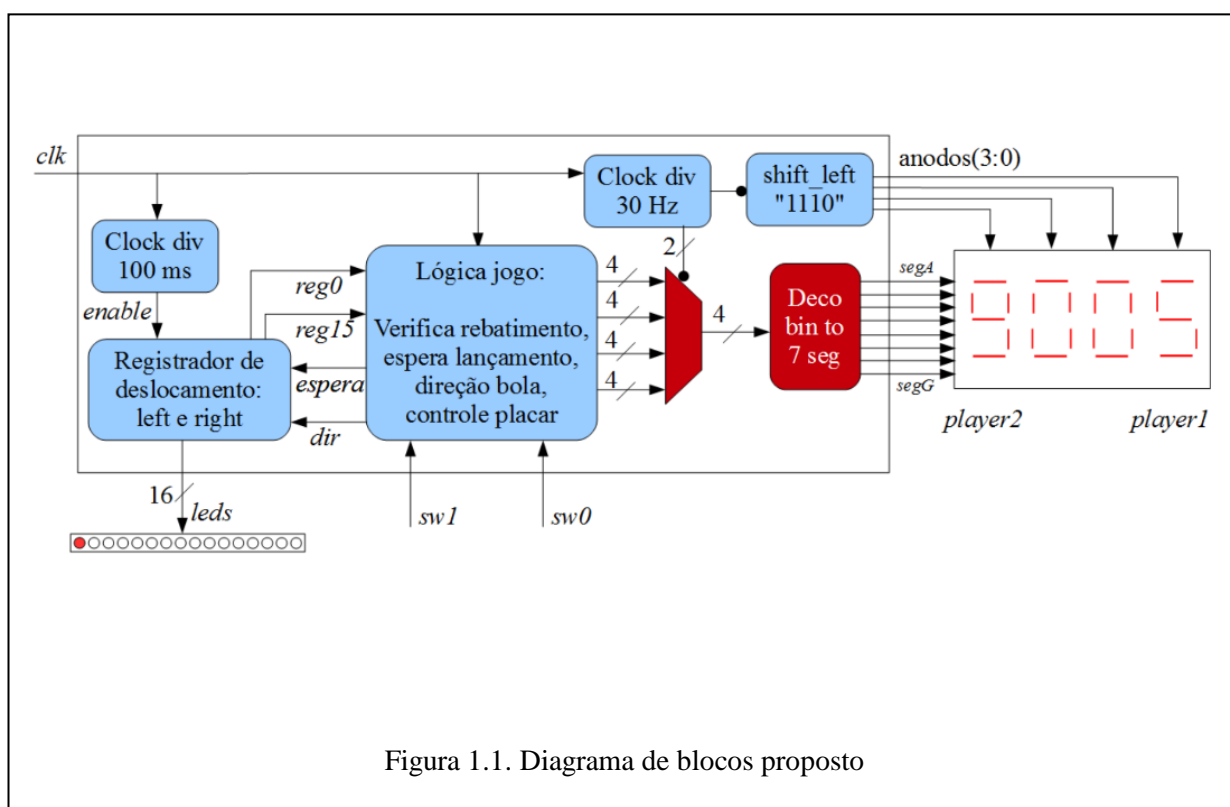 clk
Clock div
100 ms
enable
Registrador de
deslocamento:
left e right
16
leds
reg0
reg15
espera
dir
Lógica jogo:
Verifica rebatimento,
espera lançamento,
direção bola,
controle placar
sw1
sw0
4
4
4
4
Clock div
30 Hz
2
4
shift_left
"1110"
anodos(3:0)
Deco
bin to
7 seg
segA
segG
9005
player2
player1
Figura 1.1. Diagrama de blocos proposto